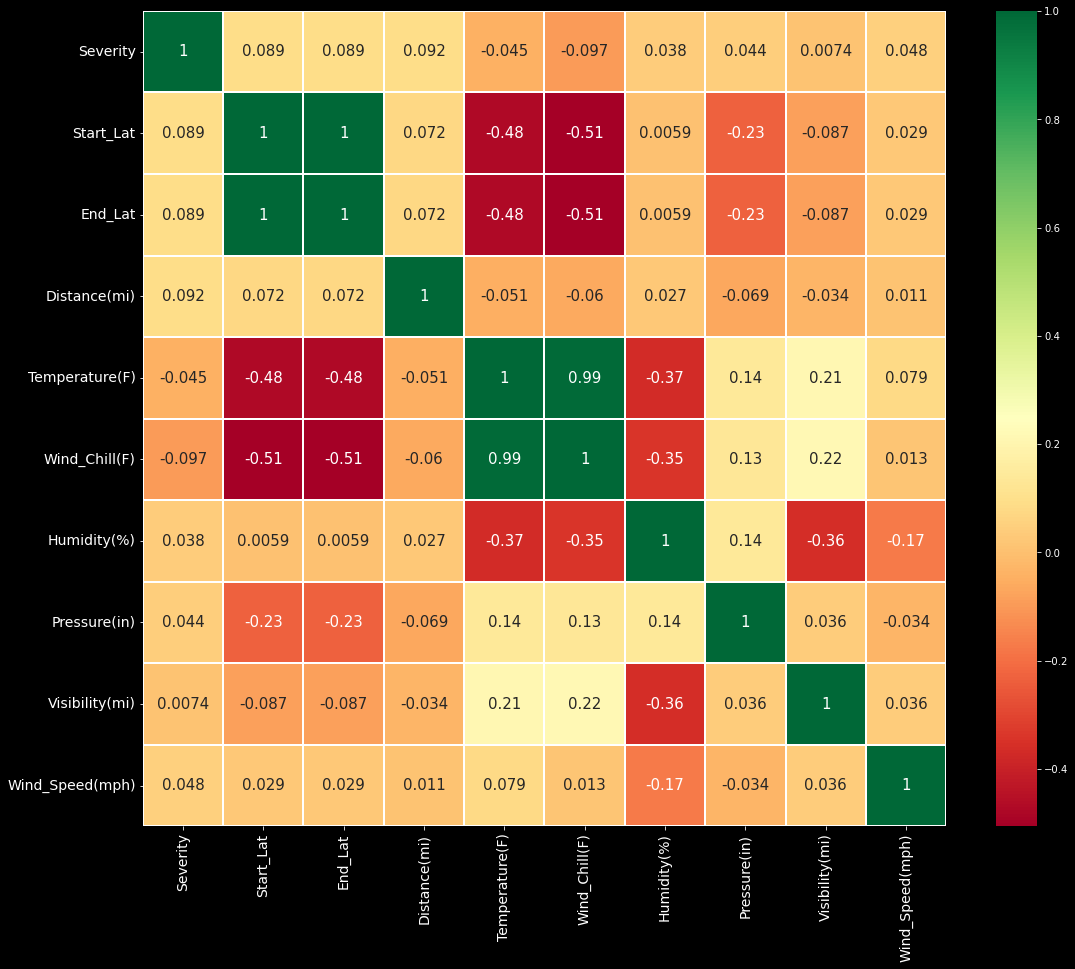 Severity 1 0.089 0.089 0.092 -0.045 -0.097 0.038 0.044 0.0074 0.048
Start_Lat 0.089 1 1 0.072 -0.48 -0.51 0.0059 -0.23 -0.087 0.029
End_Lat 0.089 1 1 0.072 -0.48 -0.51 0.0059 -0.23 -0.087 0.029
Distance(mi) 0.092 0.072 0.072 1 -0.051 -0.06 0.027 -0.069 -0.034 0.011
Temperature(F) -0.045 -0.48 -0.48 -0.051 1 0.99 -0.37 0.14 0.21 0.079
Wind_Chill(F) -0.097 -0.51 -0.51 -0.06 0.99 1 -0.35 0.13 0.22 0.013
Humidity(%) 0.038 0.0059 0.0059 0.027 -0.37 -0.35 1 0.14 -0.36 -0.17
Pressure(in) 0.044 -0.23 -0.23 -0.069 0.14 0.13 0.14 1 0.036 -0.034
Visibility(mi) 0.0074 -0.087 -0.087 -0.034 0.21 0.22 -0.36 0.036 1 0.036
Wind_Speed(mph) 0.048 0.029 0.029 0.011 0.079 0.013 -0.17 -0.034 0.036 1
Severity
Start_Lat
End_Lat
Distance(mi)
Temperature(F)
Wind_Chill(F)
Humidity(%)
Pressure(in)
Visibility(mi)
Wind_Speed(mph)
1.0
0.8
0.6
0.4
0.2
0.0
−0.2
−0.4